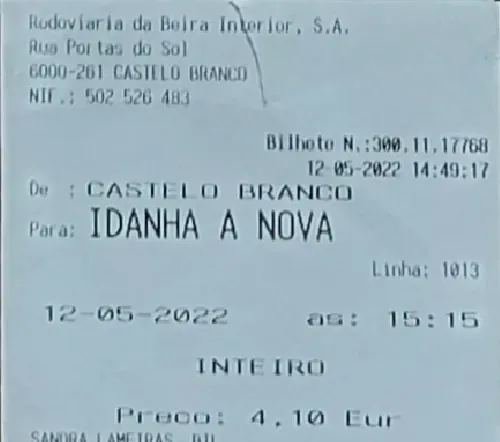 Rodoviaria da Beira Interior, S.A.
Rua Portas do Sol
6000-261 CASTELO BRANCO
NIF.: 502 526 483
Bilhete N.:300.11.17768
12-05-2022 14:49:17
De : CASTELO BRANCO
Para: IDANHA A NOVA
Linha: 1013
12-05-2022 as: 15:15
INTEIRO
Preco: 4,10 Eur
SANDRA LAMEIRAS